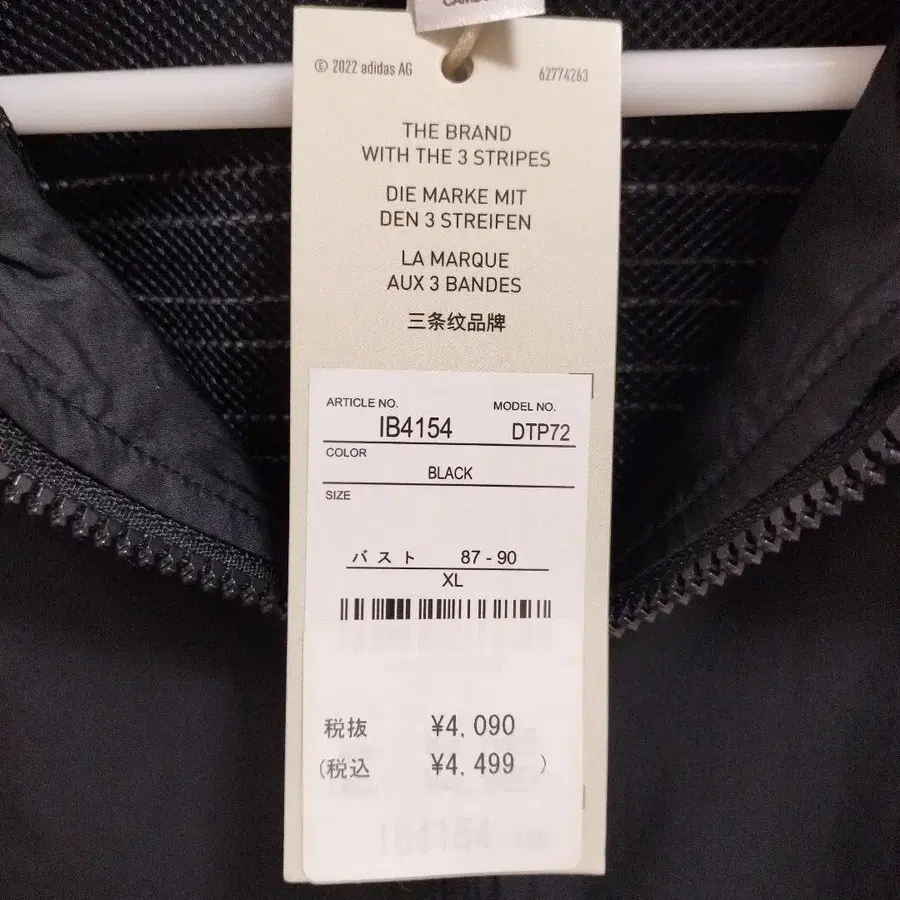 © 2022 adidas AG 62774263
THE BRAND
WITH THE 3 STRIPES
DIE MARKE MIT
DEN 3 STREIFEN
LA MARQUE
AUX 3 BANDES
三条纹品牌
ARTICLE NO. MODEL NO.
IB4154 DTP72
COLOR
BLACK
SIZE
バスト 87-90
XL
税抜 ¥4,090
(税込 ¥4,499 )
IB4154